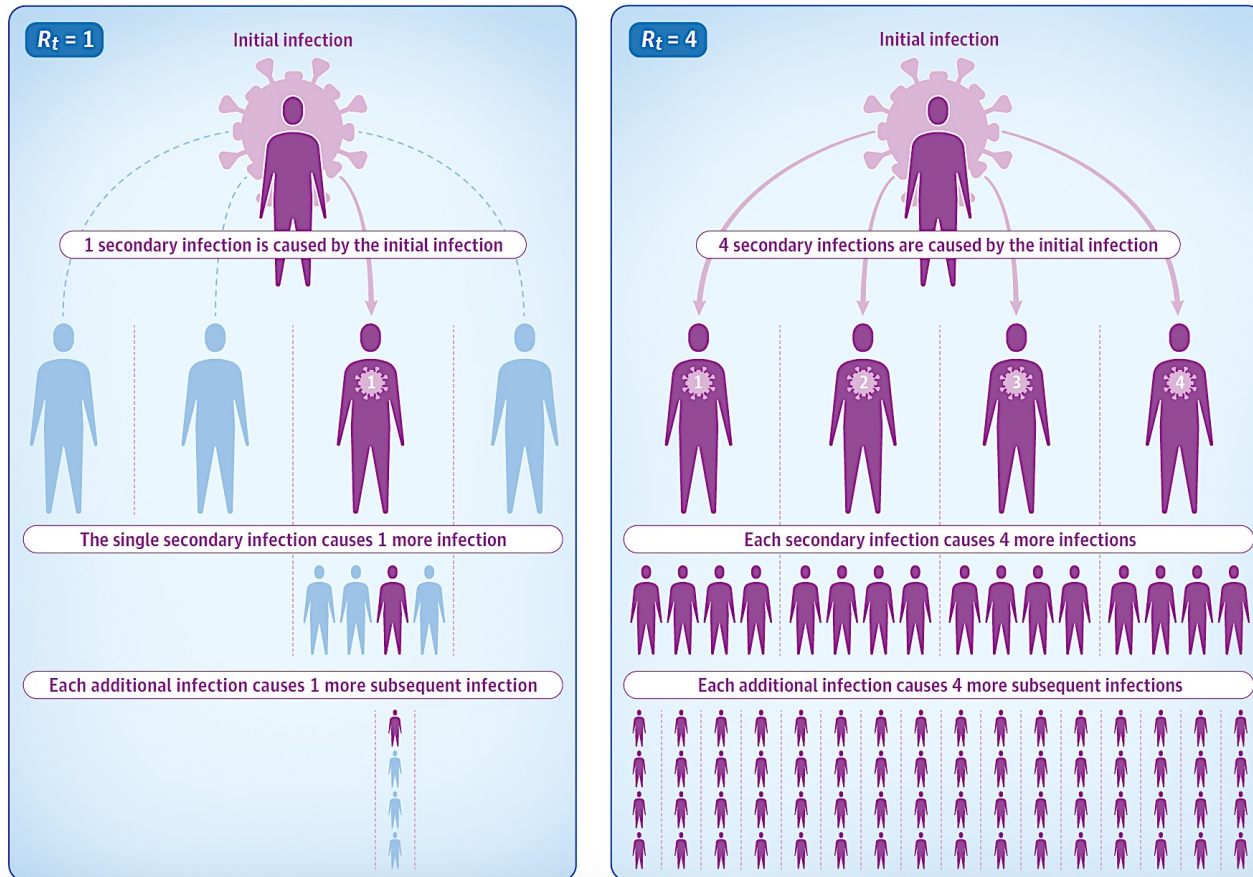 R_t = 1
Initial infection
1 secondary infection is caused by the initial infection
1
The single secondary infection causes 1 more infection
Each additional infection causes 1 more subsequent infection
R_t = 4
Initial infection
4 secondary infections are caused by the initial infection
1 2 3 4
Each secondary infection causes 4 more infections
Each additional infection causes 4 more subsequent infections